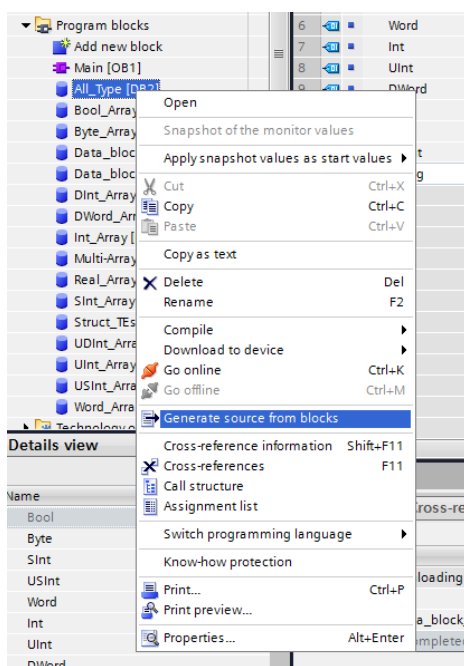 Program blocks
Add new block
Main [OB1]
All_Type [DB2]
Bool_Array
Byte_Array
Data_bloc
Data_bloc
DInt_Array
DWord_Arr
Int_Array [
Multi-Array
Real_Array
SInt_Array
Struct_TEs
UDInt_Arra
UInt_Array
USInt_Arra
Word_Arra
Details view
Name
Bool
Byte
SInt
USInt
Word
Int
UInt
DWord
Open
Snapshot of the monitor values
Apply snapshot values as start values
Cut Ctrl+X
Copy Ctrl+C
Paste Ctrl+V
Copy as text
Delete Del
Rename F2
Compile
Download to device
Go online Ctrl+K
Go offline Ctrl+M
Generate source from blocks
Cross-reference information Shift+F11
Cross-references F11
Call structure
Assignment list
Switch programming language
Know-how protection
Print... Ctrl+P
Print preview...
Properties... Alt+Enter
6 Word
7 Int
8 UInt
9 DWord
t
g
Cross-re
loading
a_block_
mplete